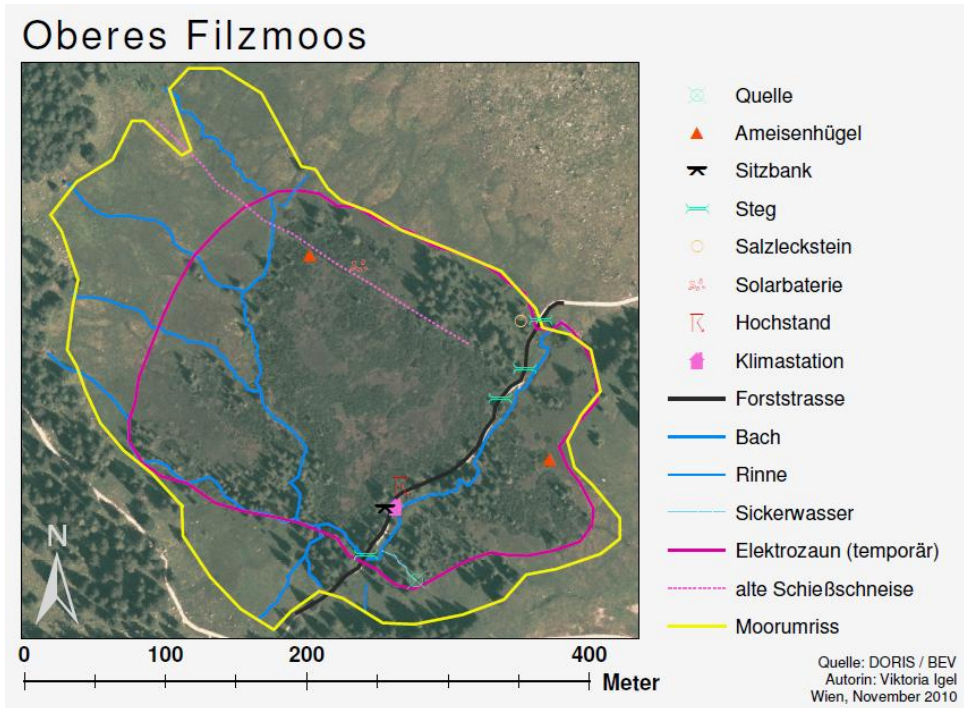 Oberes Filzmoos
Quelle
Ameisenhügel
Sitzbank
Steg
Salzleckstein
Solarbaterie
Hochstand
Klimastation
Forststrasse
Bach
Rinne
Sickerwasser
Elektrozaun (temporär)
alte Schießschneise
Moorumriss
N
0 100 200 400
Meter
Quelle: DORIS / BEV
Autorin: Viktoria Igel
Wien, November 2010